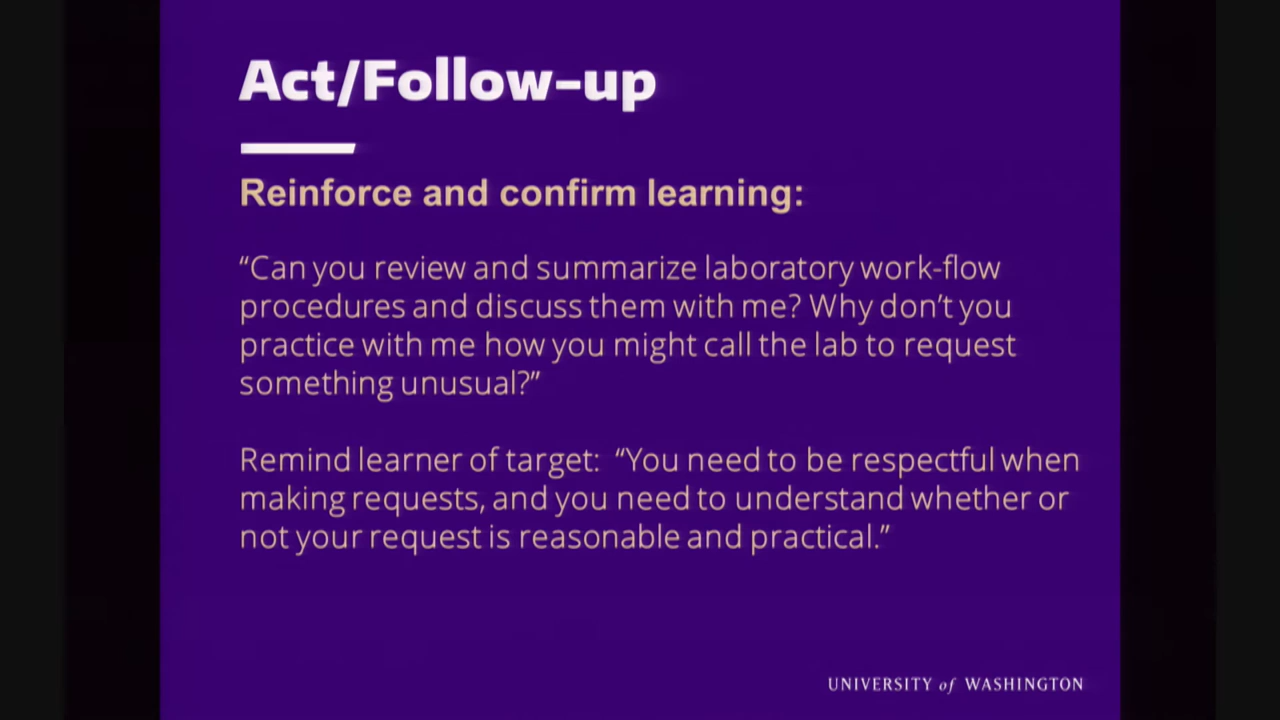 Act/Follow-up
Reinforce and confirm learning:
“Can you review and summarize laboratory work-flow
procedures and discuss them with me? Why don’t you
practice with me how you might call the lab to request
something unusual?”
Remind learner of target:  “You need to be respectful when
making requests, and you need to understand whether or
not your request is reasonable and practical.”
UNIVERSITY of WASHINGTON